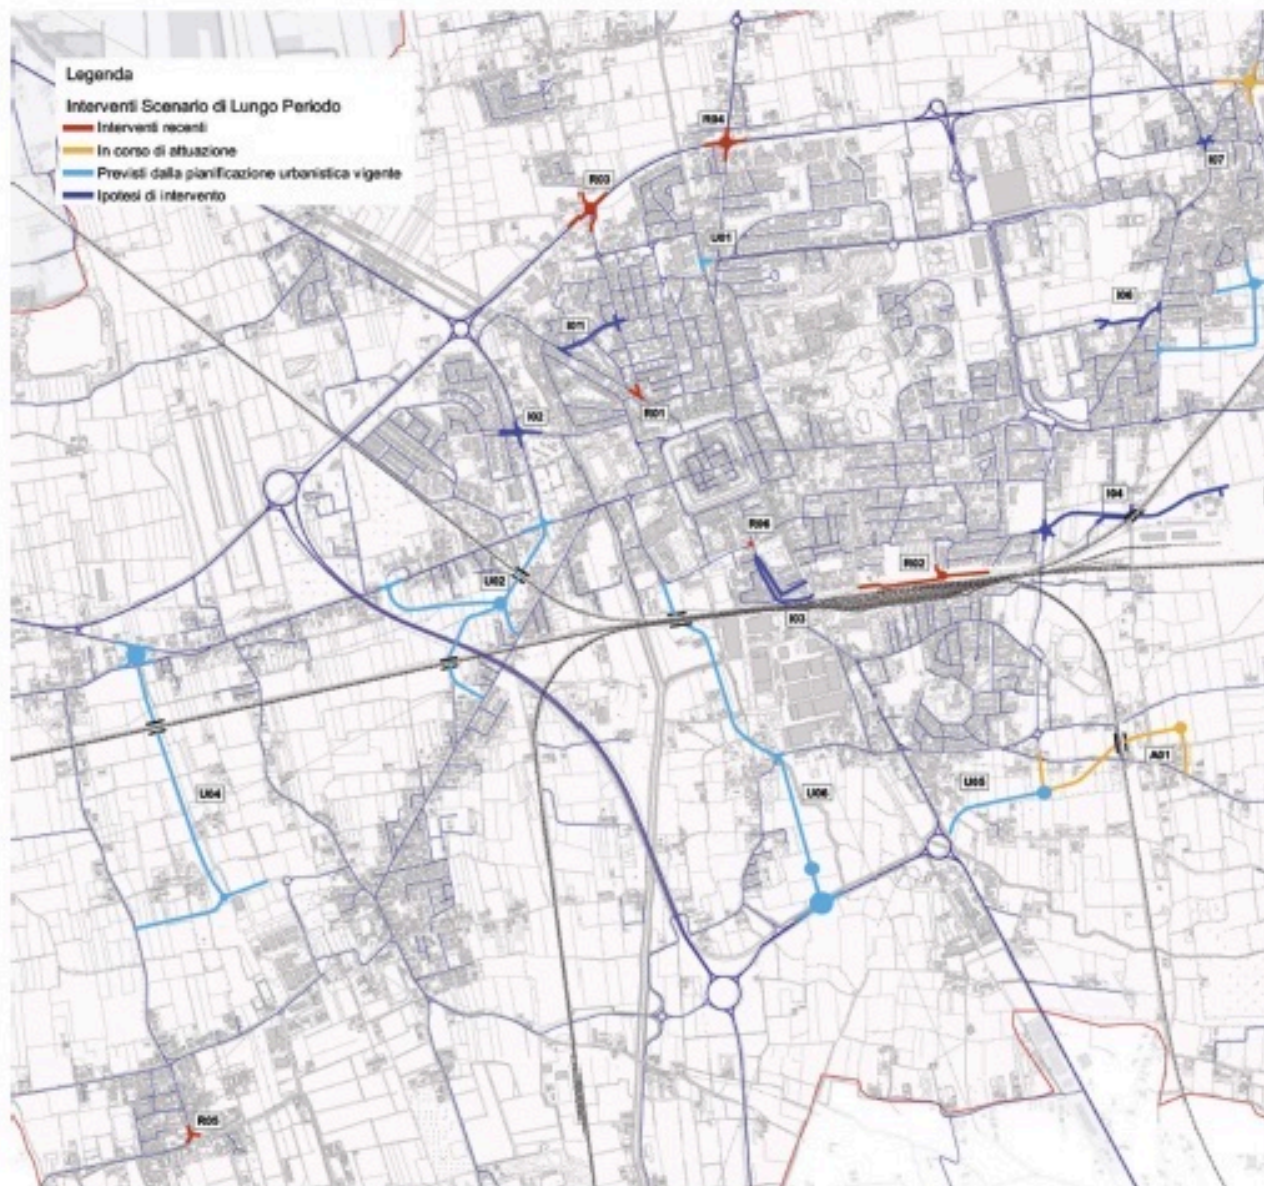 Legenda
Interventi Scenario di Lungo Periodo
Interventi recenti
In corso di attuazione
Previsti dalla pianificazione urbanistica vigente
Ipotesi di intervento
R04
I07
R03
U01
I06
I01
R01
I02
I04
R06
R02
U02
I03
A01
U05
U04
U06
R05